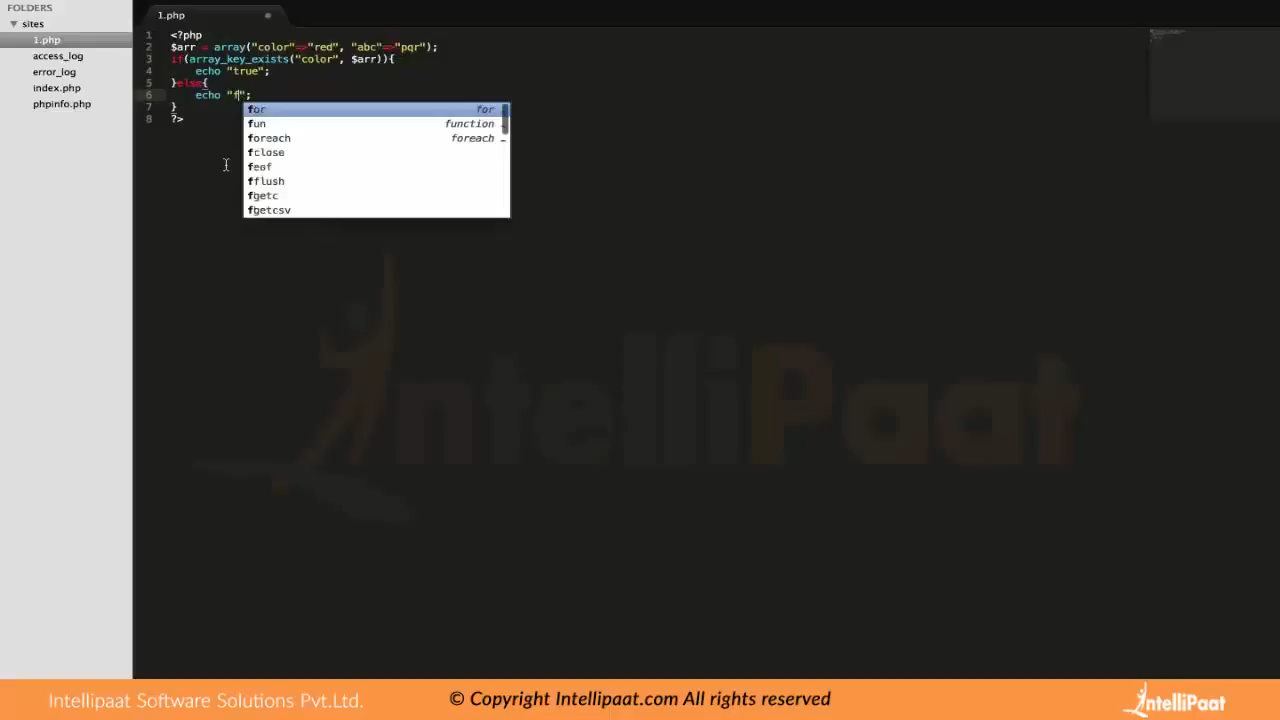 FOLDERS
sites
1.php
access_log
error_log
index.php
phpinfo.php
1.php
1 <?php
2 $arr = array("color"=>"red", "abc"=>"pqr");
3 if(array_key_exists("color", $arr)){
4 echo "true";
5 }else{
6 echo "f";
7 }
8 ?>
for for
fun function
foreach foreach
fclose
feof
fflush
fgetc
fgetcsv
IntelliPaat
Intellipaat Software Solutions Pvt.Ltd.
© Copyright Intellipaat.com All rights reserved
IntelliPaat